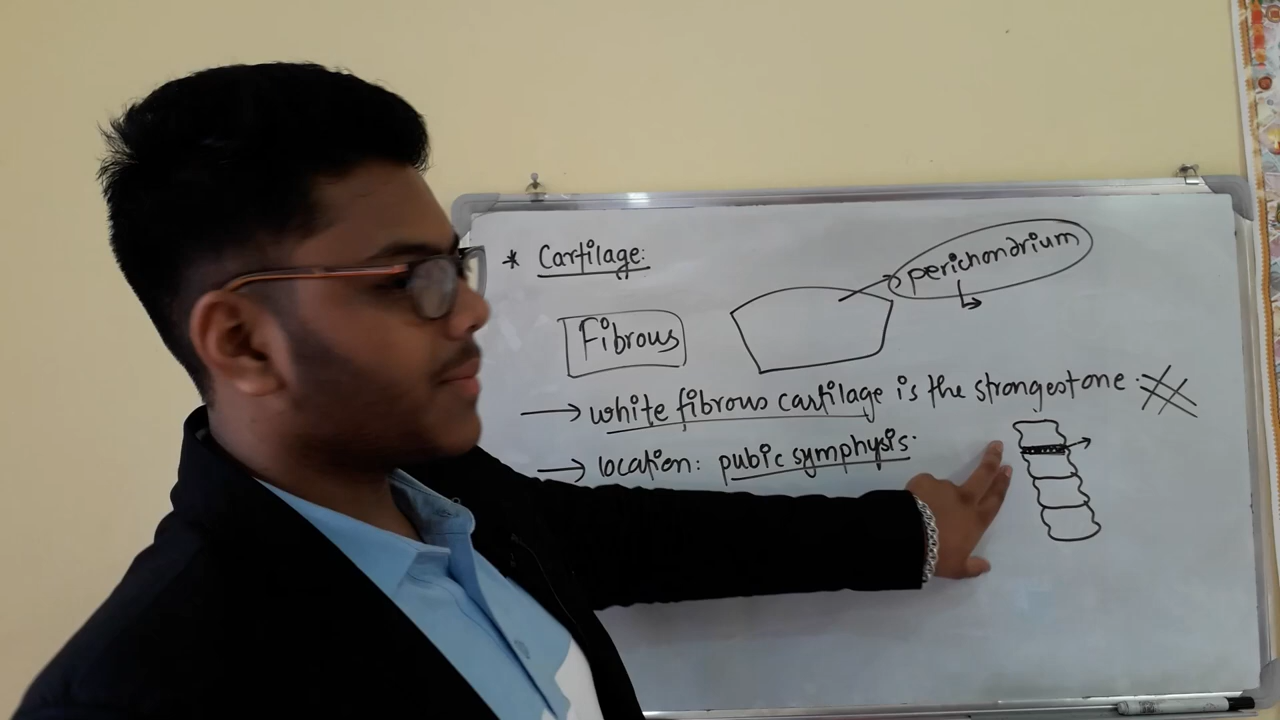 * Cartilage:
perichondrium
Fibrous
→ white fibrous cartilage is the strongest one.
→ location: pubic symphysis.